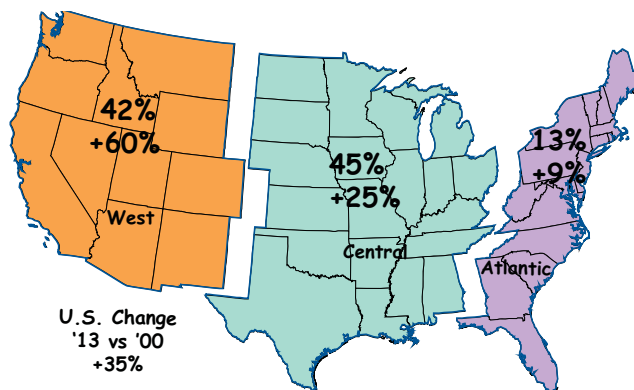 42%
+60%
West
45%
+25%
Central
13%
+9%
Atlantic
U.S. Change
'13 vs '00
+35%